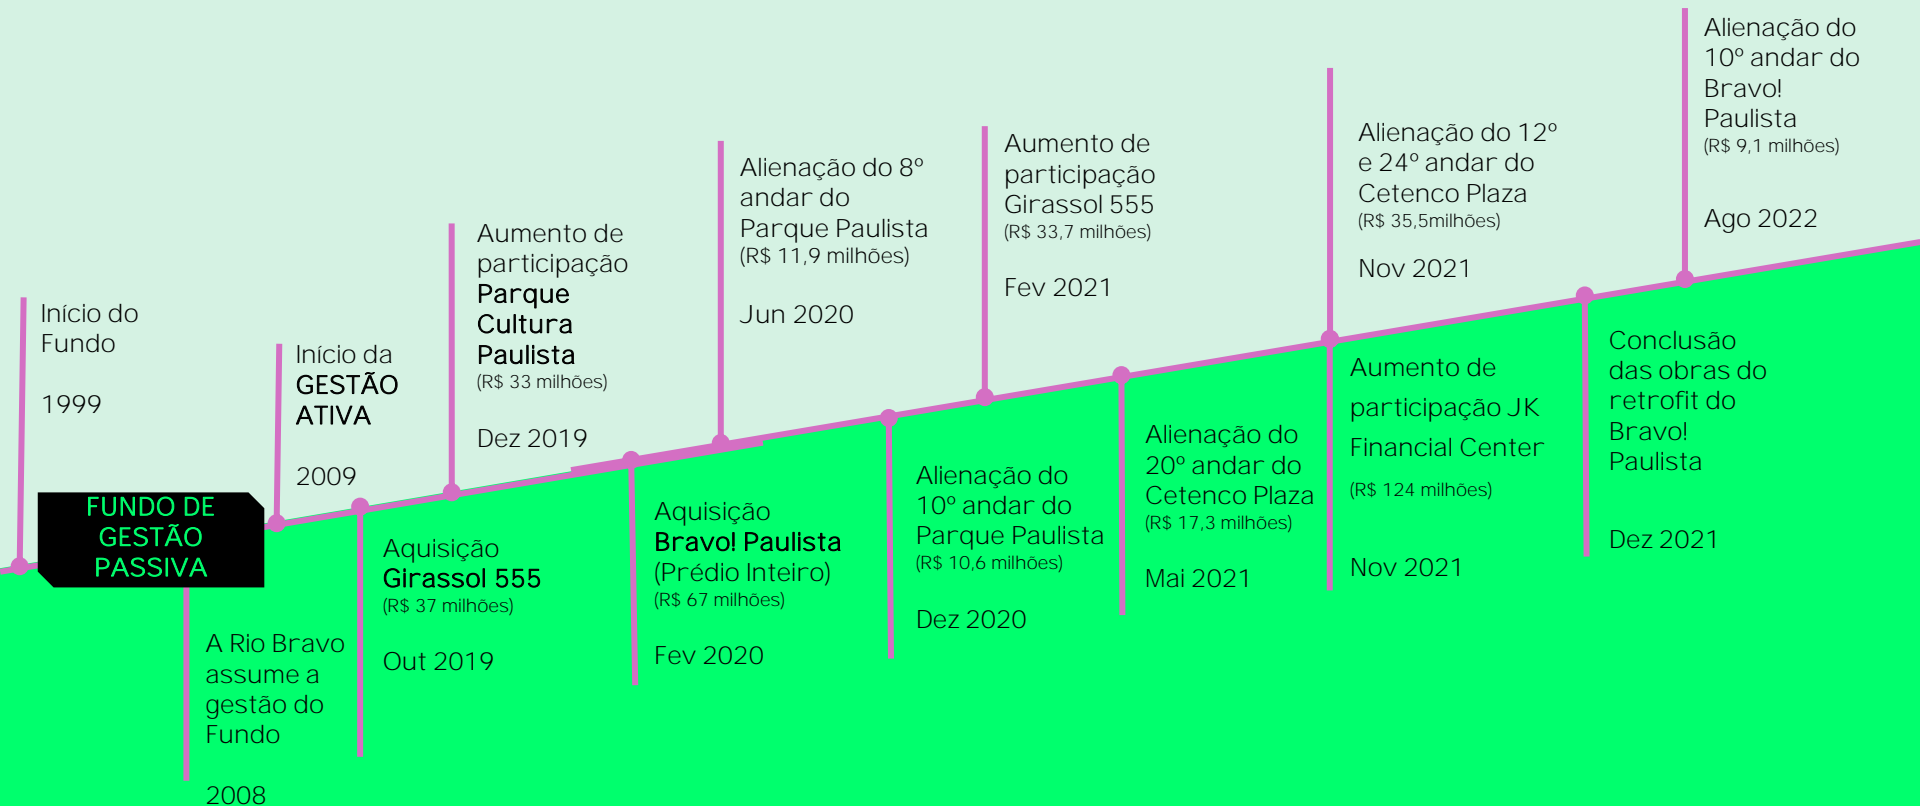 Início do
Fundo
1999
FUNDO DE
GESTÃO
PASSIVA
A Rio Bravo
assume a
gestão do
Fundo
2008
Início da
GESTÃO
ATIVA
2009
Aquisição
Girassol 555
(R$ 37 milhões)
Out 2019
Aumento de
participação
Parque
Cultura
Paulista
(R$ 33 milhões)
Dez 2019
Aquisição
Bravo! Paulista
(Prédio Inteiro)
(R$ 67 milhões)
Fev 2020
Alienação do 8º
andar do
Parque Paulista
(R$ 11,9 milhões)
Jun 2020
Alienação do
10º andar do
Parque Paulista
(R$ 10,6 milhões)
Dez 2020
Aumento de
participação
Girassol 555
(R$ 33,7 milhões)
Fev 2021
Alienação do
20º andar do
Cetenco Plaza
(R$ 17,3 milhões)
Mai 2021
Alienação do 12º
e 24º andar do
Cetenco Plaza
(R$ 35,5milhões)
Nov 2021
Aumento de
participação JK
Financial Center
(R$ 124 milhões)
Nov 2021
Conclusão
das obras do
retrofit do
Bravo!
Paulista
Dez 2021
Alienação do
10º andar do
Bravo!
Paulista
(R$ 9,1 milhões)
Ago 2022